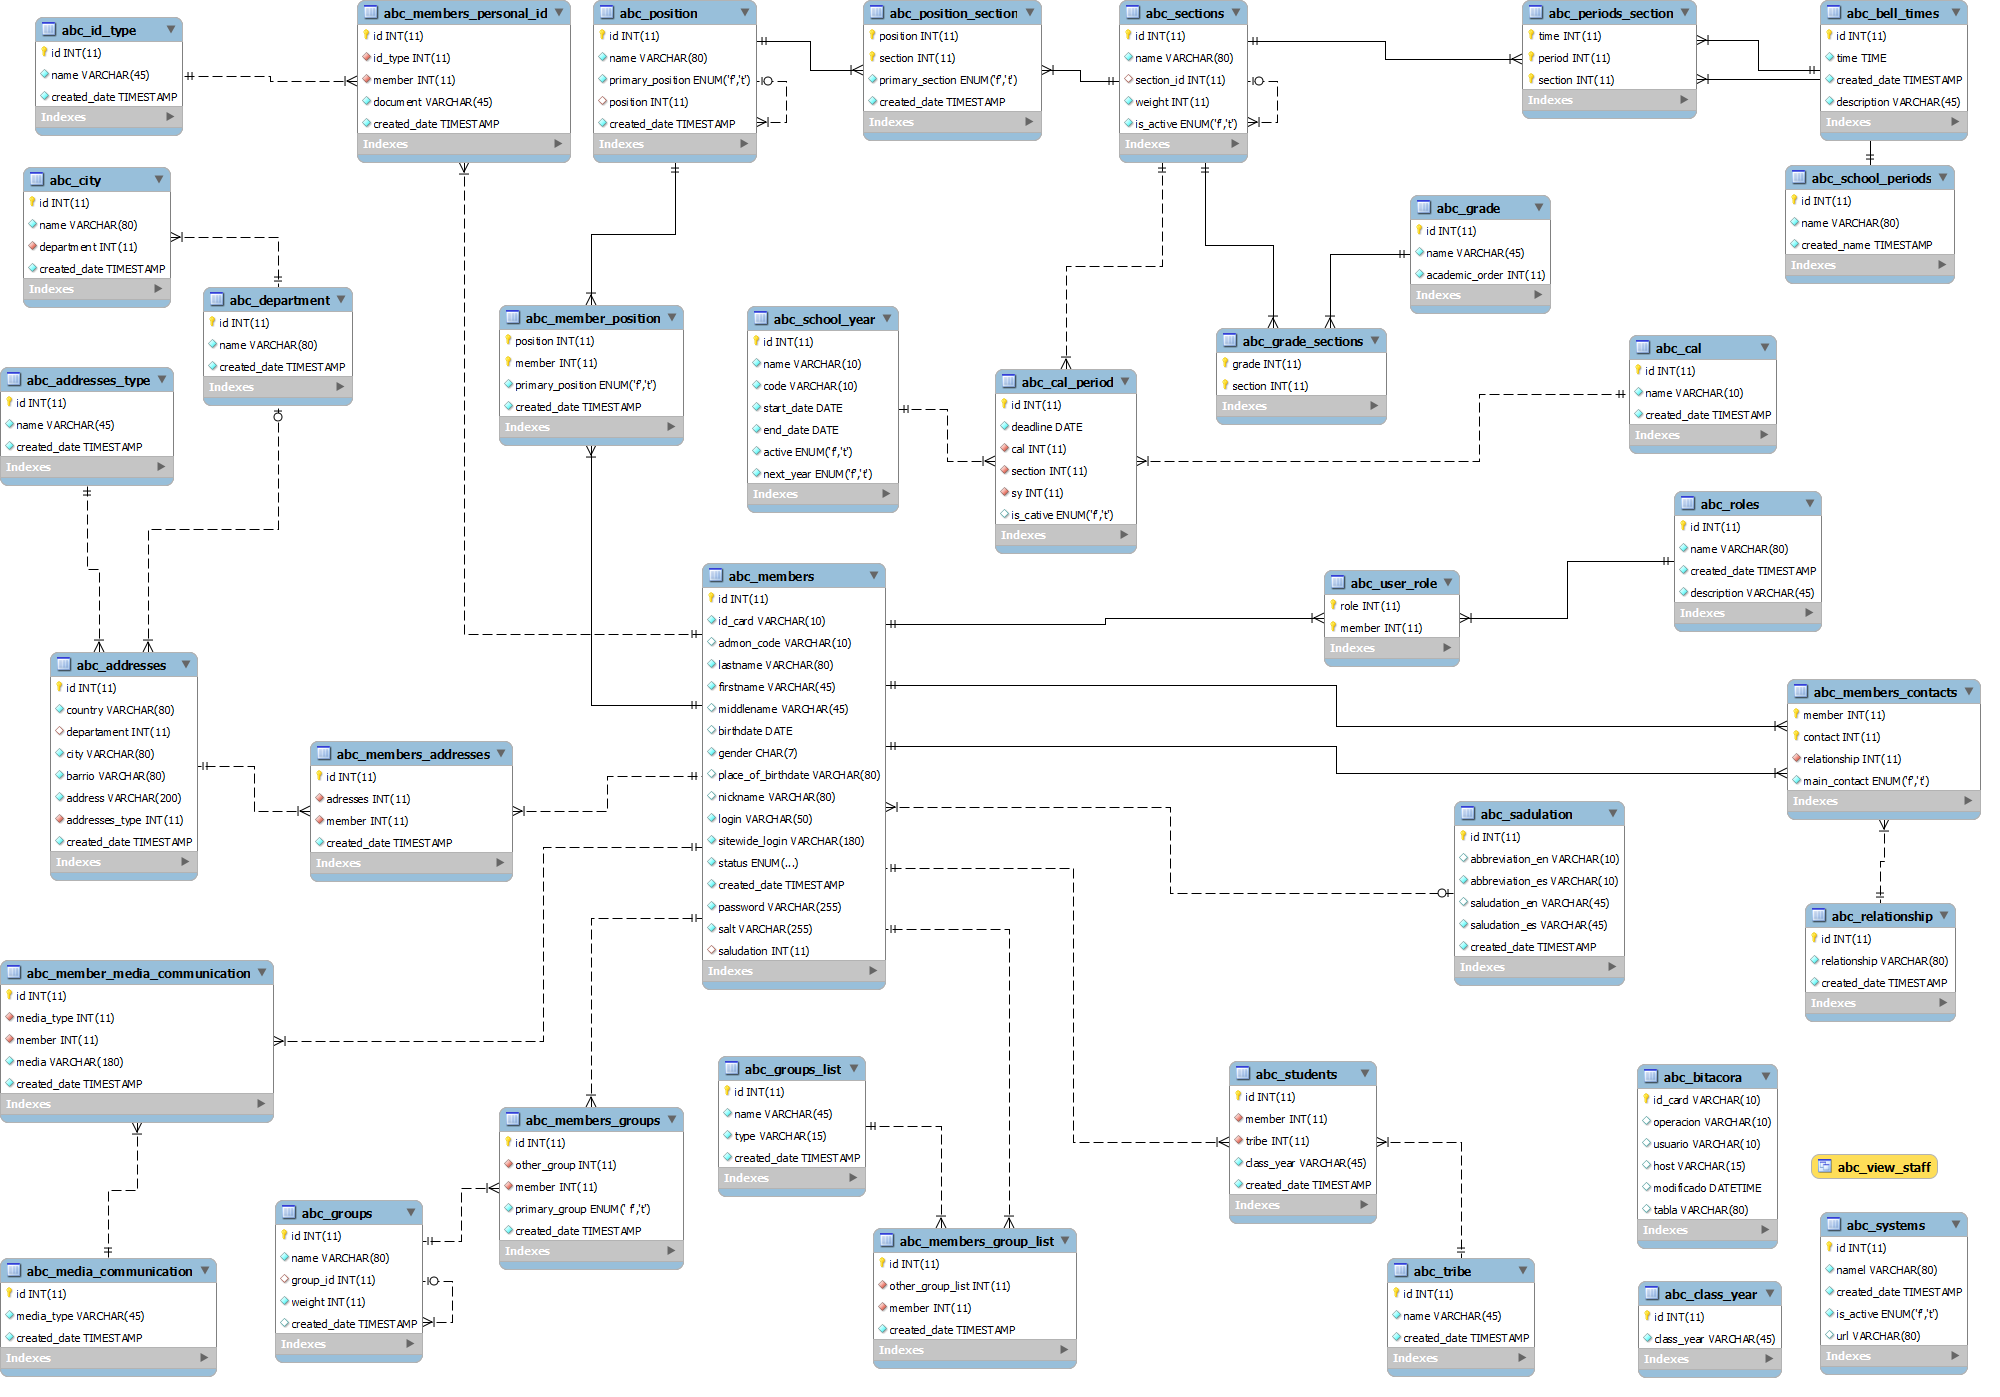 abc_id_type
id INT(11)
name VARCHAR(45)
created_date TIMESTAMP
Indexes
abc_members_personal_id
id INT(11)
id_type INT(11)
member INT(11)
document VARCHAR(45)
created_date TIMESTAMP
Indexes
abc_position
id INT(11)
name VARCHAR(80)
primary_position ENUM('f','t')
position INT(11)
created_date TIMESTAMP
Indexes
abc_position_section
position INT(11)
section INT(11)
primary_section ENUM('f','t')
created_date TIMESTAMP
Indexes
abc_sections
id INT(11)
name VARCHAR(80)
section_id INT(11)
weight INT(11)
is_active ENUM('f','t')
Indexes
abc_periods_section
time INT(11)
period INT(11)
section INT(11)
Indexes
abc_bell_times
id INT(11)
time TIME
created_date TIMESTAMP
description VARCHAR(45)
Indexes
abc_school_periods
id INT(11)
name VARCHAR(80)
created_name TIMESTAMP
Indexes
abc_city
id INT(11)
name VARCHAR(80)
department INT(11)
created_date TIMESTAMP
Indexes
abc_department
id INT(11)
name VARCHAR(80)
created_date TIMESTAMP
Indexes
abc_grade
id INT(11)
name VARCHAR(45)
academic_order INT(11)
Indexes
abc_member_position
position INT(11)
member INT(11)
primary_position ENUM('f','t')
created_date TIMESTAMP
Indexes
abc_school_year
id INT(11)
name VARCHAR(10)
code VARCHAR(10)
start_date DATE
end_date DATE
active ENUM('f','t')
next_year ENUM('f','t')
Indexes
abc_cal_period
id INT(11)
deadline DATE
cal INT(11)
section INT(11)
sy INT(11)
is_cative ENUM('f','t')
Indexes
abc_grade_sections
grade INT(11)
section INT(11)
Indexes
abc_cal
id INT(11)
name VARCHAR(10)
created_date TIMESTAMP
Indexes
abc_addresses_type
id INT(11)
name VARCHAR(45)
created_date TIMESTAMP
Indexes
abc_roles
id INT(11)
name VARCHAR(80)
created_date TIMESTAMP
description VARCHAR(45)
Indexes
abc_user_role
role INT(11)
member INT(11)
Indexes
abc_members
id INT(11)
id_card VARCHAR(10)
admon_code VARCHAR(10)
lastname VARCHAR(80)
firstname VARCHAR(45)
middlename VARCHAR(45)
birthdate DATE
gender CHAR(7)
place_of_birthdate VARCHAR(80)
nickname VARCHAR(80)
login VARCHAR(50)
sitewide_login VARCHAR(180)
status ENUM(...)
created_date TIMESTAMP
password VARCHAR(255)
salt VARCHAR(255)
saludation INT(11)
Indexes
abc_addresses
id INT(11)
country VARCHAR(80)
departament INT(11)
city VARCHAR(80)
barrio VARCHAR(80)
address VARCHAR(200)
addresses_type INT(11)
created_date TIMESTAMP
Indexes
abc_members_addresses
id INT(11)
adresses INT(11)
member INT(11)
created_date TIMESTAMP
Indexes
abc_members_contacts
member INT(11)
contact INT(11)
relationship INT(11)
main_contact ENUM('f','t')
Indexes
abc_sadulation
id INT(11)
abbreviation_en VARCHAR(10)
abbreviation_es VARCHAR(10)
saludation_en VARCHAR(45)
saludation_es VARCHAR(45)
created_date TIMESTAMP
Indexes
abc_relationship
id INT(11)
relationship VARCHAR(80)
created_date TIMESTAMP
Indexes
abc_member_media_communication
id INT(11)
media_type INT(11)
member INT(11)
media VARCHAR(180)
created_date TIMESTAMP
Indexes
abc_groups_list
id INT(11)
name VARCHAR(45)
type VARCHAR(15)
created_date TIMESTAMP
Indexes
abc_students
id INT(11)
member INT(11)
tribe INT(11)
class_year VARCHAR(45)
created_date TIMESTAMP
Indexes
abc_bitacora
id_card VARCHAR(10)
operacion VARCHAR(10)
usuario VARCHAR(10)
host VARCHAR(15)
modificado DATETIME
tabla VARCHAR(80)
Indexes
abc_view_staff
abc_members_groups
id INT(11)
other_group INT(11)
member INT(11)
primary_group ENUM(' f','t')
created_date TIMESTAMP
Indexes
abc_groups
id INT(11)
name VARCHAR(80)
group_id INT(11)
weight INT(11)
created_date TIMESTAMP
Indexes
abc_members_group_list
id INT(11)
other_group_list INT(11)
member INT(11)
created_date TIMESTAMP
Indexes
abc_systems
id INT(11)
namel VARCHAR(80)
created_date TIMESTAMP
is_active ENUM('f','t')
url VARCHAR(80)
Indexes
abc_media_communication
id INT(11)
media_type VARCHAR(45)
created_date TIMESTAMP
Indexes
abc_tribe
id INT(11)
name VARCHAR(45)
created_date TIMESTAMP
Indexes
abc_class_year
id INT(11)
class_year VARCHAR(45)
Indexes